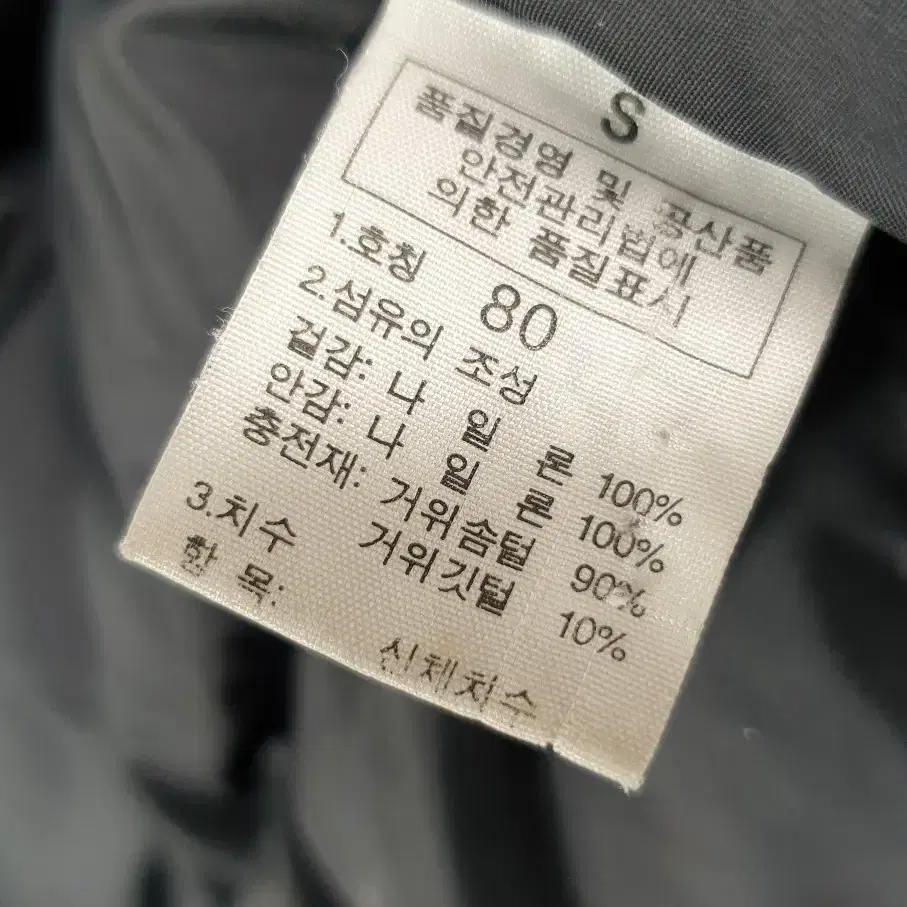 S
품질경영 및 공산품
안전관리법에
의한 품질표시
1.호칭 80
2.섬유의 조성
겉감: 나 일 론 100%
안감: 나 일 론 100%
충전재: 거위솜털 90%
거위깃털 10%
3.치수
항 목:
신체치수